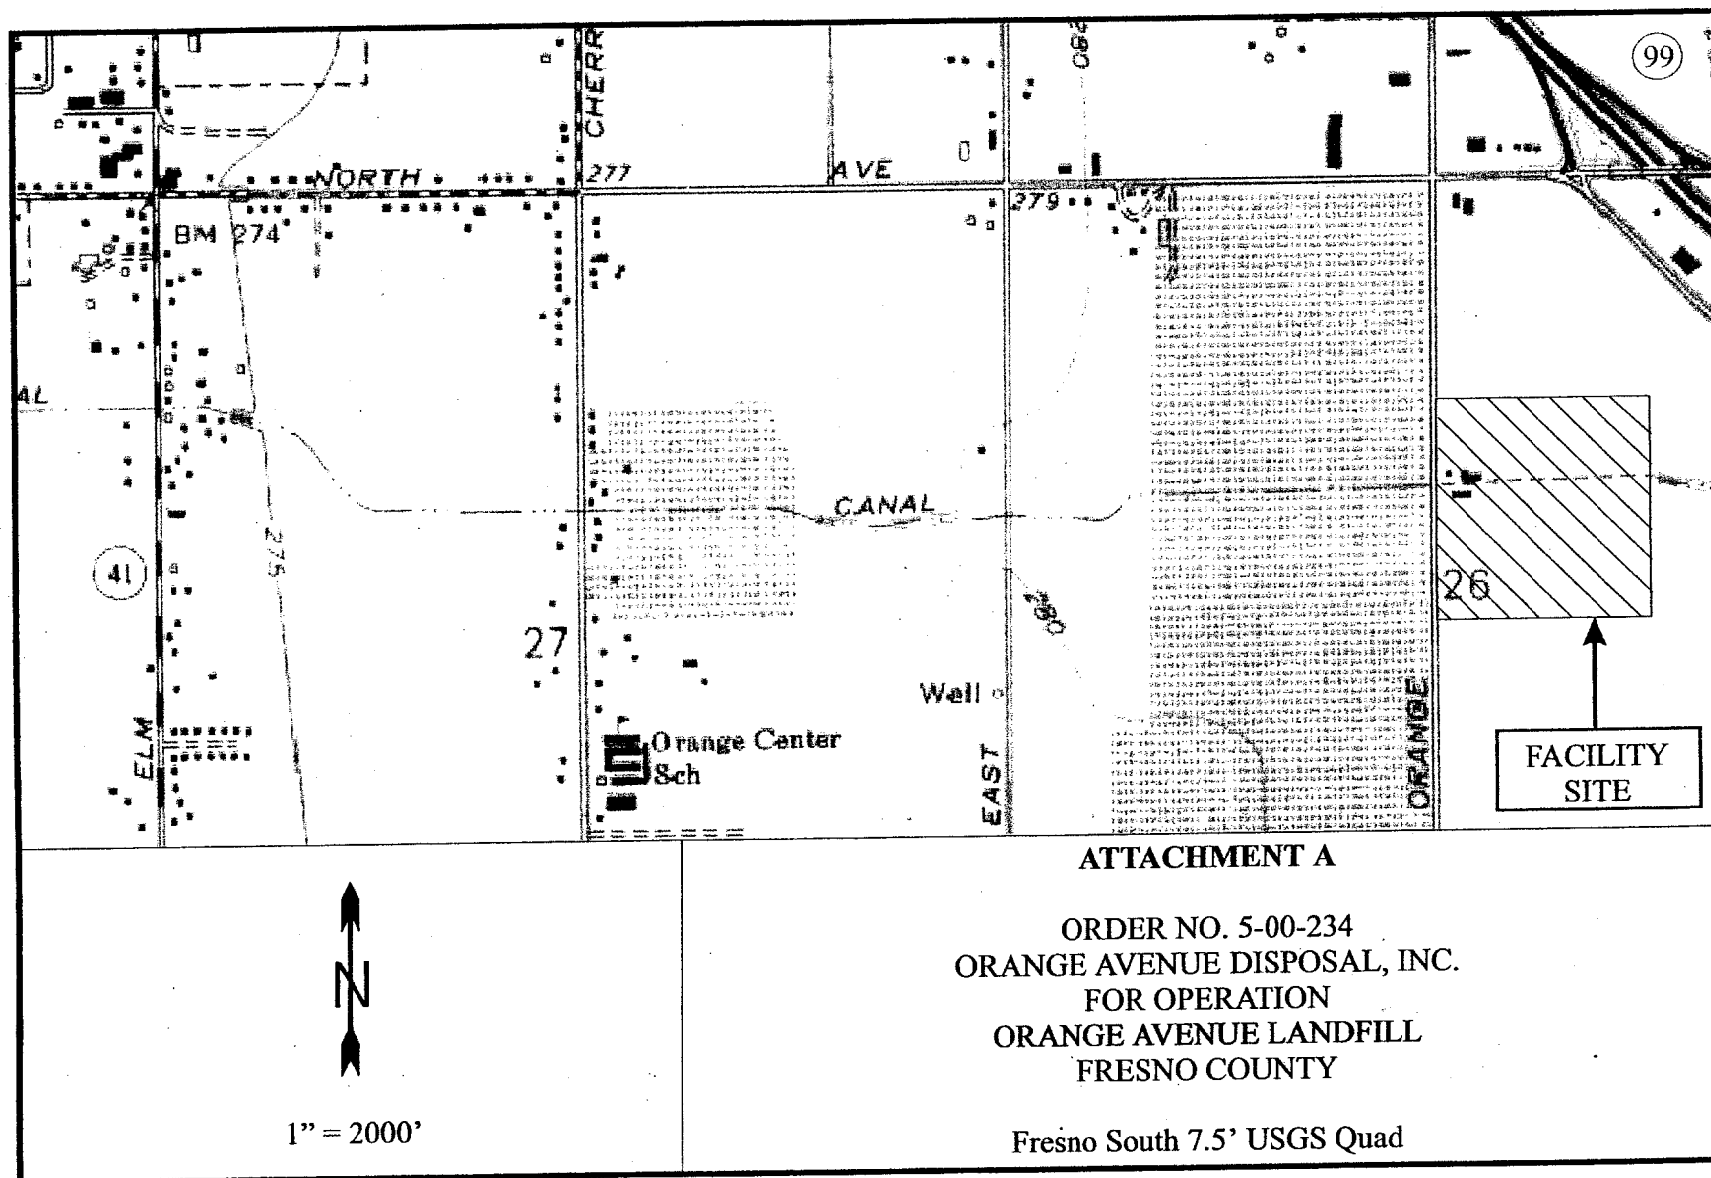 CHERR
99
NORTH
277
AVE
279
BM 274
AL
CANAL
41
275
26
27
Well
ELM
Orange Center
Sch
EAST
ORANGE
FACILITY
SITE
ATTACHMENT A
ORDER NO. 5-00-234
ORANGE AVENUE DISPOSAL, INC.
FOR OPERATION
ORANGE AVENUE LANDFILL
FRESNO COUNTY
N
1” = 2000’
Fresno South 7.5’ USGS Quad